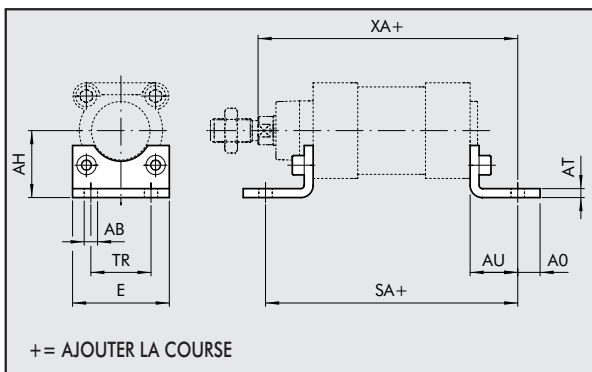 XA+
AH
AT
AB
TR
AU
A0
E
SA+
+= AJOUTER LA COURSE